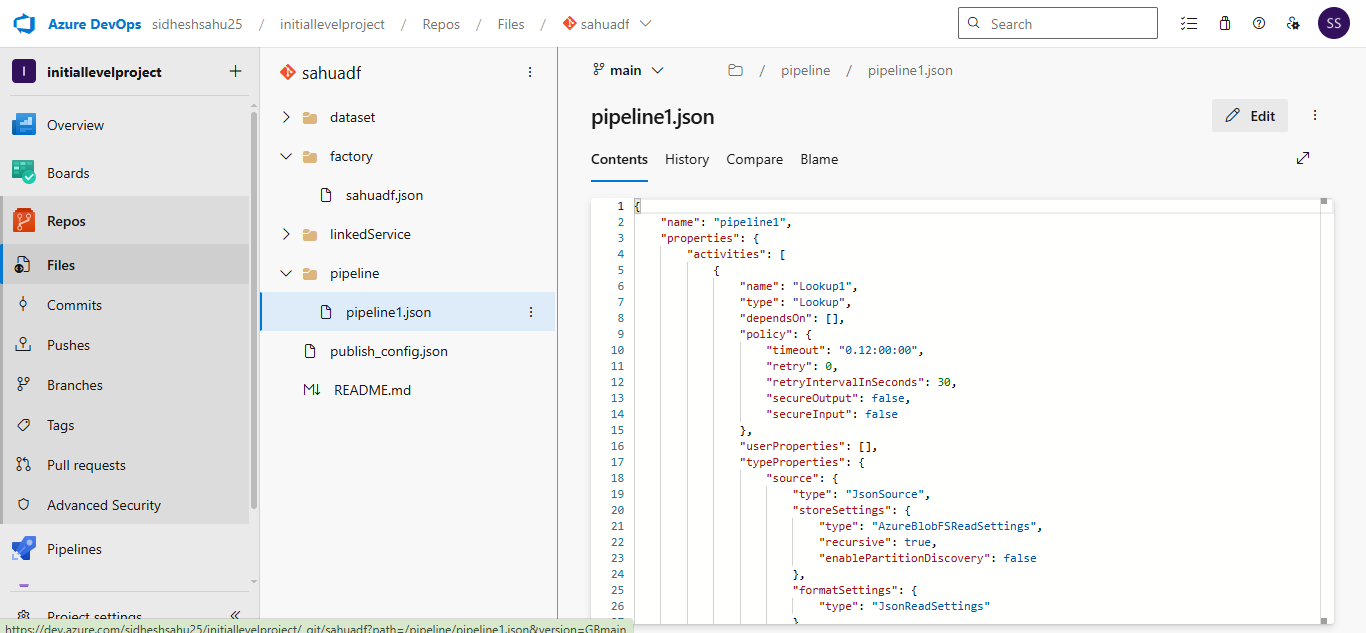 Azure DevOps sidheshsahu25 / initiallevelproject / Repos / Files / sahuadf
Search
SS
I initiallevelproject +
Overview
Boards
Repos
Files
Commits
Pushes
Branches
Tags
Pull requests
Advanced Security
Pipelines
Project settings
sahuadf
dataset
factory
sahuadf.json
linkedService
pipeline
pipeline1.json
publish_config.json
M↓ README.md
main
/ pipeline / pipeline1.json
pipeline1.json
Edit
Contents History Compare Blame
1 {
2 "name": "pipeline1",
3 "properties": {
4 "activities": [
5 {
6 "name": "Lookup1",
7 "type": "Lookup",
8 "dependsOn": [],
9 "policy": {
10 "timeout": "0.12:00:00",
11 "retry": 0,
12 "retryIntervalInSeconds": 30,
13 "secureOutput": false,
14 "secureInput": false
15 },
16 "userProperties": [],
17 "typeProperties": {
18 "source": {
19 "type": "JsonSource",
20 "storeSettings": {
21 "type": "AzureBlobFSReadSettings",
22 "recursive": true,
23 "enablePartitionDiscovery": false
24 },
25 "formatSettings": {
26 "type": "JsonReadSettings"
27 }
https://dev.azure.com/sidheshsahu25/initiallevelproject/_git/sahuadf?path=/pipeline/pipeline1.json&version=GBmain